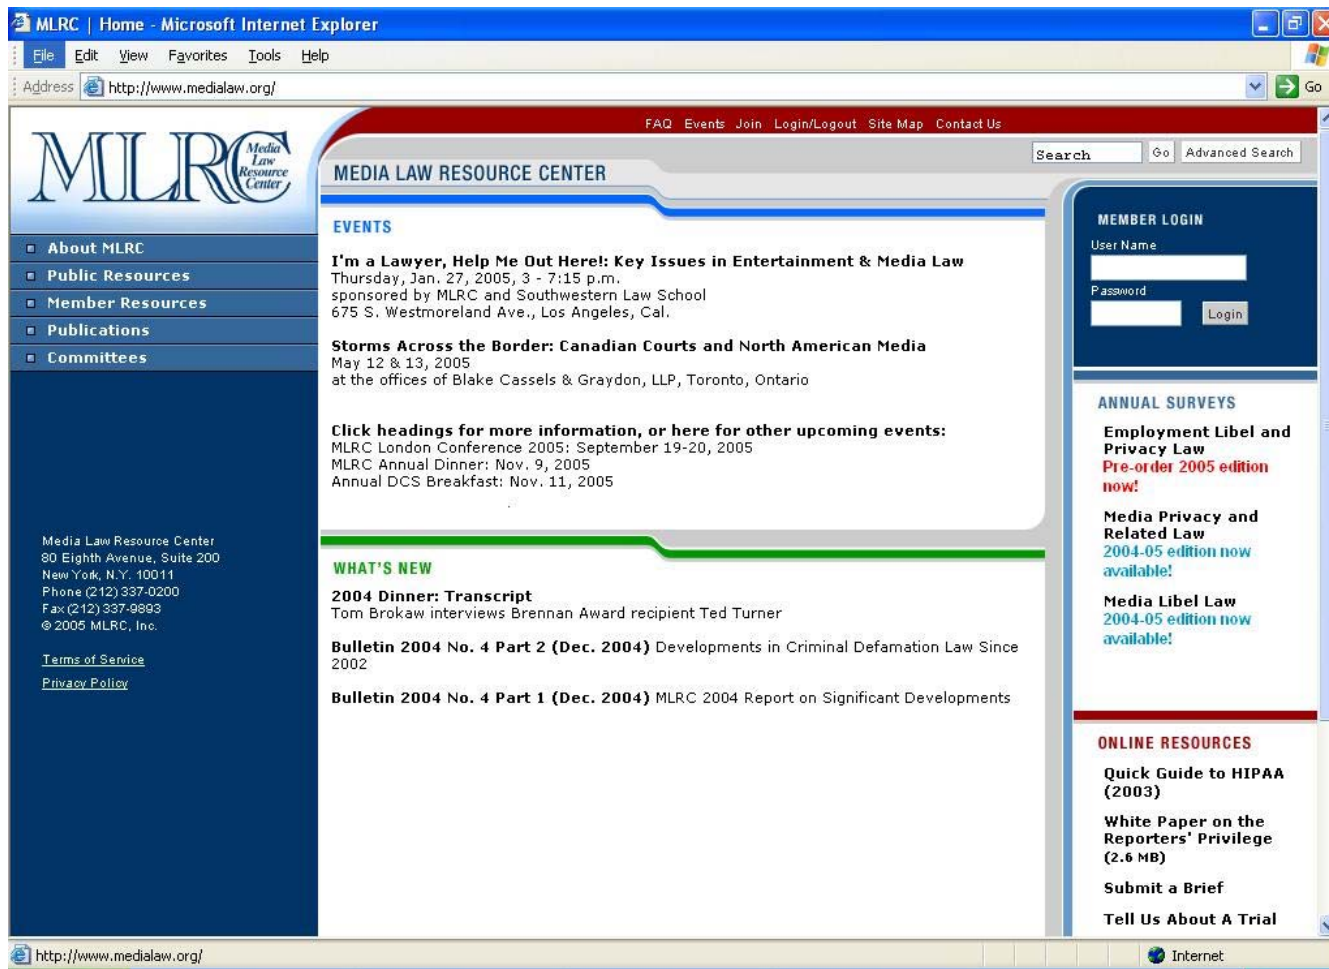 MLRC | Home - Microsoft Internet Explorer
File Edit View Favorites Tools Help
Address http://www.medialaw.org/ Go
FAQ Events Join Login/Logout Site Map Contact Us
Search Go Advanced Search
MLRC Media
Law
Resource
Center
MEDIA LAW RESOURCE CENTER
About MLRC
Public Resources
Member Resources
Publications
Committees
Media Law Resource Center
80 Eighth Avenue, Suite 200
New York, N.Y. 10011
Phone (212) 337-0200
Fax (212) 337-9893
© 2005 MLRC, Inc.
Terms of Service
Privacy Policy
EVENTS
I'm a Lawyer, Help Me Out Here!: Key Issues in Entertainment & Media Law
Thursday, Jan. 27, 2005, 3 - 7:15 p.m.
sponsored by MLRC and Southwestern Law School
675 S. Westmoreland Ave., Los Angeles, Cal.
Storms Across the Border: Canadian Courts and North American Media
May 12 & 13, 2005
at the offices of Blake Cassels & Graydon, LLP, Toronto, Ontario
Click headings for more information, or here for other upcoming events:
MLRC London Conference 2005: September 19-20, 2005
MLRC Annual Dinner: Nov. 9, 2005
Annual DCS Breakfast: Nov. 11, 2005
WHAT'S NEW
2004 Dinner: Transcript
Tom Brokaw interviews Brennan Award recipient Ted Turner
Bulletin 2004 No. 4 Part 2 (Dec. 2004) Developments in Criminal Defamation Law Since
2002
Bulletin 2004 No. 4 Part 1 (Dec. 2004) MLRC 2004 Report on Significant Developments
MEMBER LOGIN
User Name
Password
Login
ANNUAL SURVEYS
Employment Libel and
Privacy Law
Pre-order 2005 edition
now!
Media Privacy and
Related Law
2004-05 edition now
available!
Media Libel Law
2004-05 edition now
available!
ONLINE RESOURCES
Quick Guide to HIPAA
(2003)
White Paper on the
Reporters' Privilege
(2.6 MB)
Submit a Brief
Tell Us About A Trial
http://www.medialaw.org/ Internet